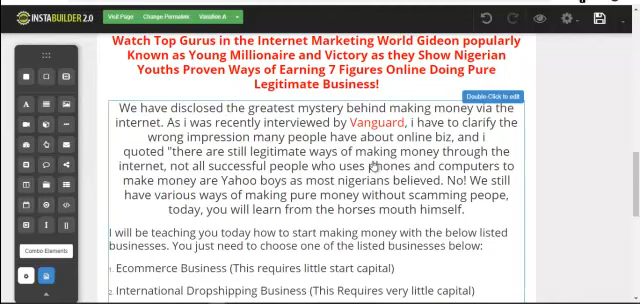 INSTABUILDER 2.0
Visit Page
Change Permalink
Variation A
Watch Top Gurus in the Internet Marketing World Gideon popularly
Known as Young Millionaire and Victory as they Show Nigerian
Youths Proven Ways of Earning 7 Figures Online Doing Pure
Legitimate Business!
Double-Click to edit
We have disclosed the greatest mystery behind making money via the
internet. As i was recently interviewed by Vanguard, i have to clarify the
wrong impression many people have about online biz, and i
quoted "there are still legitimate ways of making money through the
internet, not all successful people who uses phones and computers to
make money are Yahoo boys as most nigerians believed. No! We still
have various ways of making pure money without scamming peope,
today, you will learn from the horses mouth himself.
I will be teaching you today how to start making money with the below listed
businesses. You just need to choose one of the listed businesses below:
1. Ecommerce Business (This requires little start capital)
2. International Dropshipping Business (This Requires very little capital)
Combo Elements